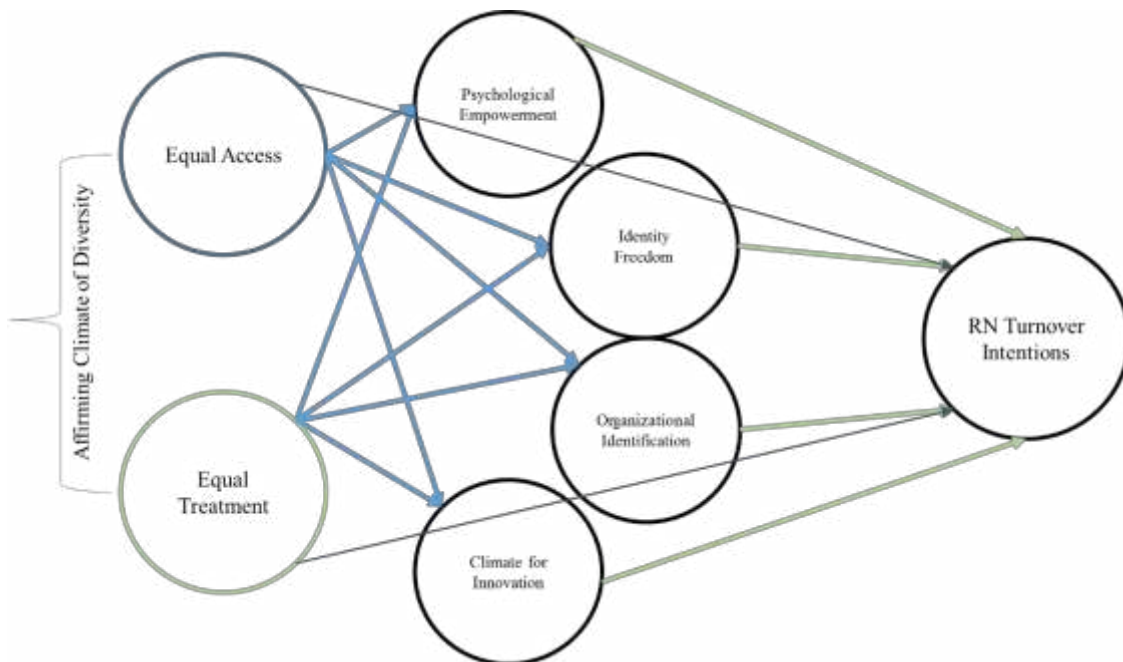 Affirming Climate of Diversity
Equal Access
Equal
Treatment
Psychological
Empowerment
Identity
Freedom
Organizational
Identification
Climate for
Innovation
RN Turnover
Intentions